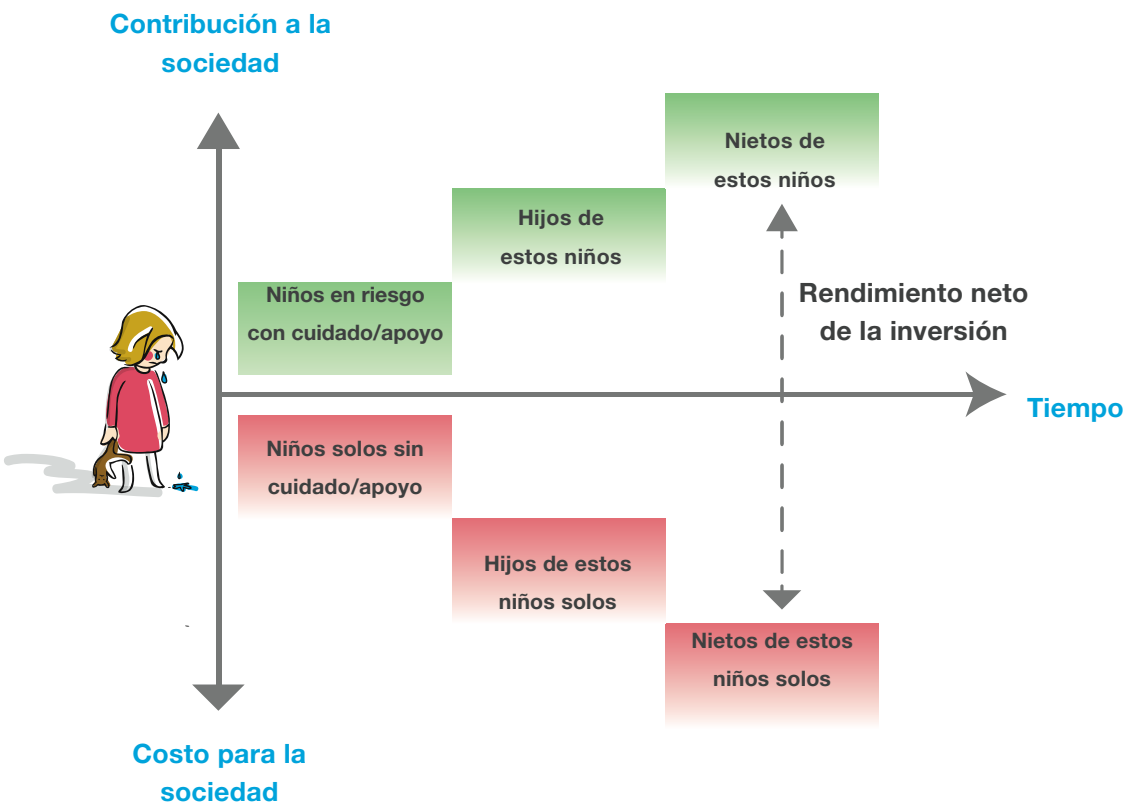 Contribución a la
sociedad
Nietos de
estos niños
Hijos de
estos niños
Niños en riesgo
con cuidado/apoyo
Rendimiento neto
de la inversión
Tiempo
Niños solos sin
cuidado/apoyo
Hijos de estos
niños solos
Nietos de estos
niños solos
Costo para la
sociedad